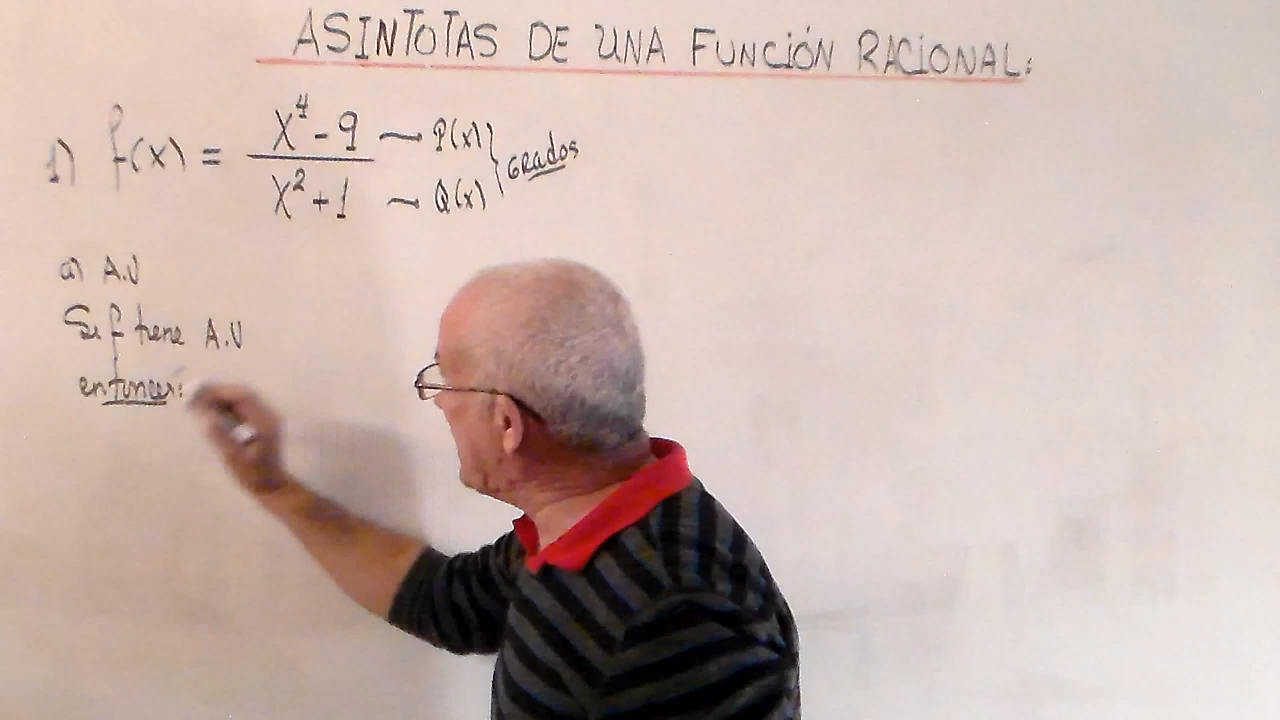 ASINTOTAS DE UNA FUNCIÓN RACIONAL:
1) f(x) = (x⁴-9)/(x²+1) ~ P(x) ~ Q(x) } GRados
a) A.V
Si f tiene A.V
entonces: